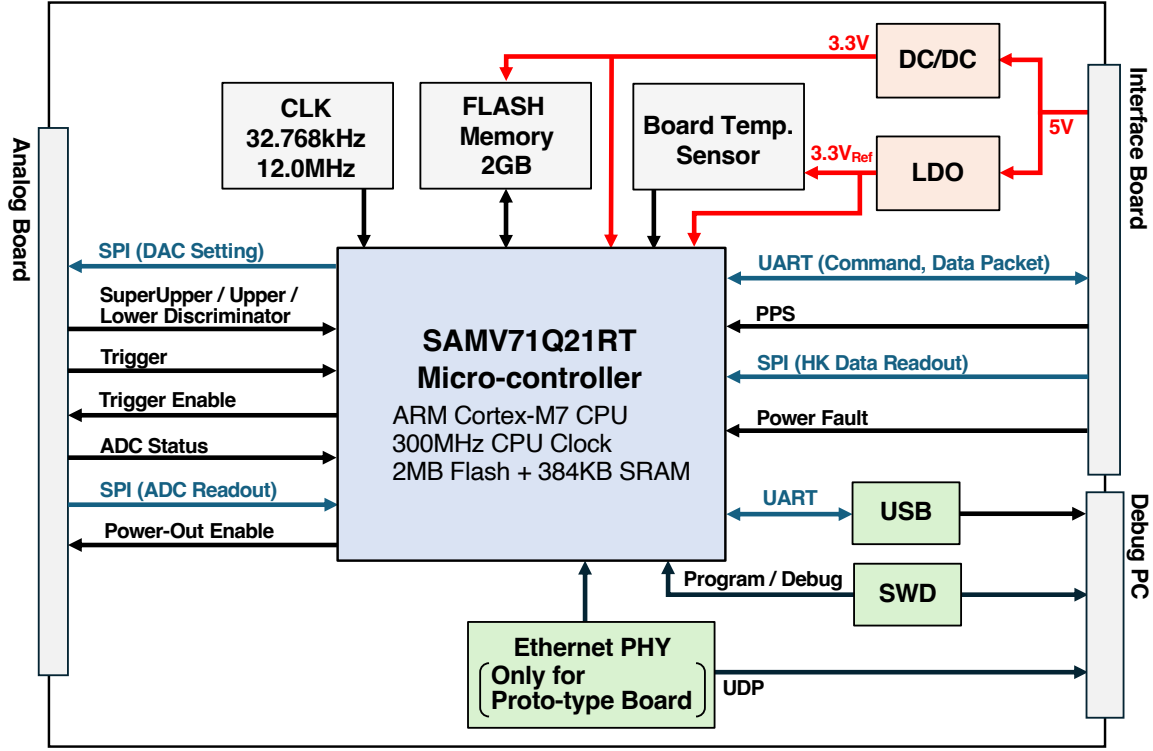 3.3V
DC/DC
CLK
32.768kHz
12.0MHz
FLASH
Memory
2GB
Board Temp.
Sensor
5V
3.3VRef
LDO
Interface Board
Analog Board
SPI (DAC Setting)
SuperUpper / Upper /
Lower Discriminator
Trigger
Trigger Enable
ADC Status
SPI (ADC Readout)
Power-Out Enable
SAMV71Q21RT
Micro-controller
ARM Cortex-M7 CPU
300MHz CPU Clock
2MB Flash + 384KB SRAM
UART (Command, Data Packet)
PPS
SPI (HK Data Readout)
Power Fault
UART
USB
Debug PC
Program / Debug
SWD
Ethernet PHY
Only for
Proto-type Board
UDP